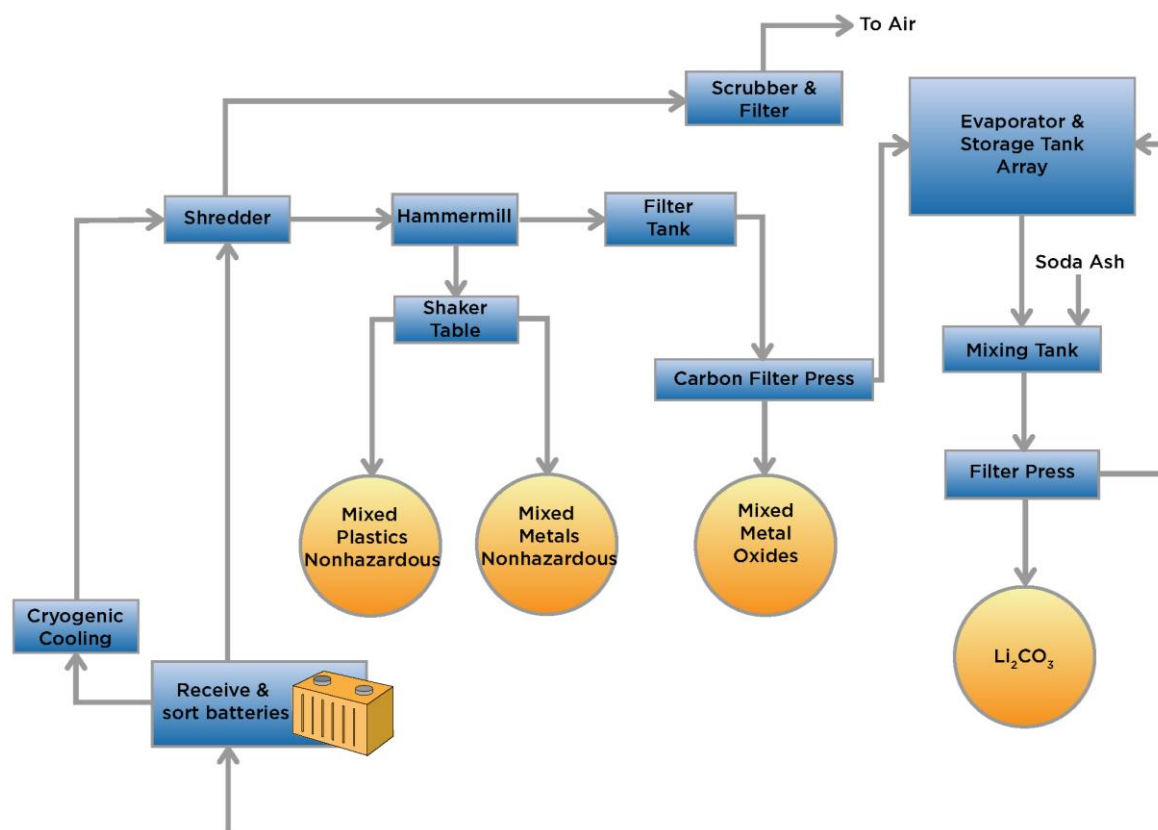 To Air
Scrubber &
Filter
Evaporator &
Storage Tank
Array
Shredder
Hammermill
Filter
Tank
Soda Ash
Shaker
Table
Mixing Tank
Carbon Filter Press
Filter Press
Mixed
Plastics
Nonhazardous
Mixed
Metals
Nonhazardous
Mixed
Metal
Oxides
Cryogenic
Cooling
Li₂CO₃
Receive &
sort batteries